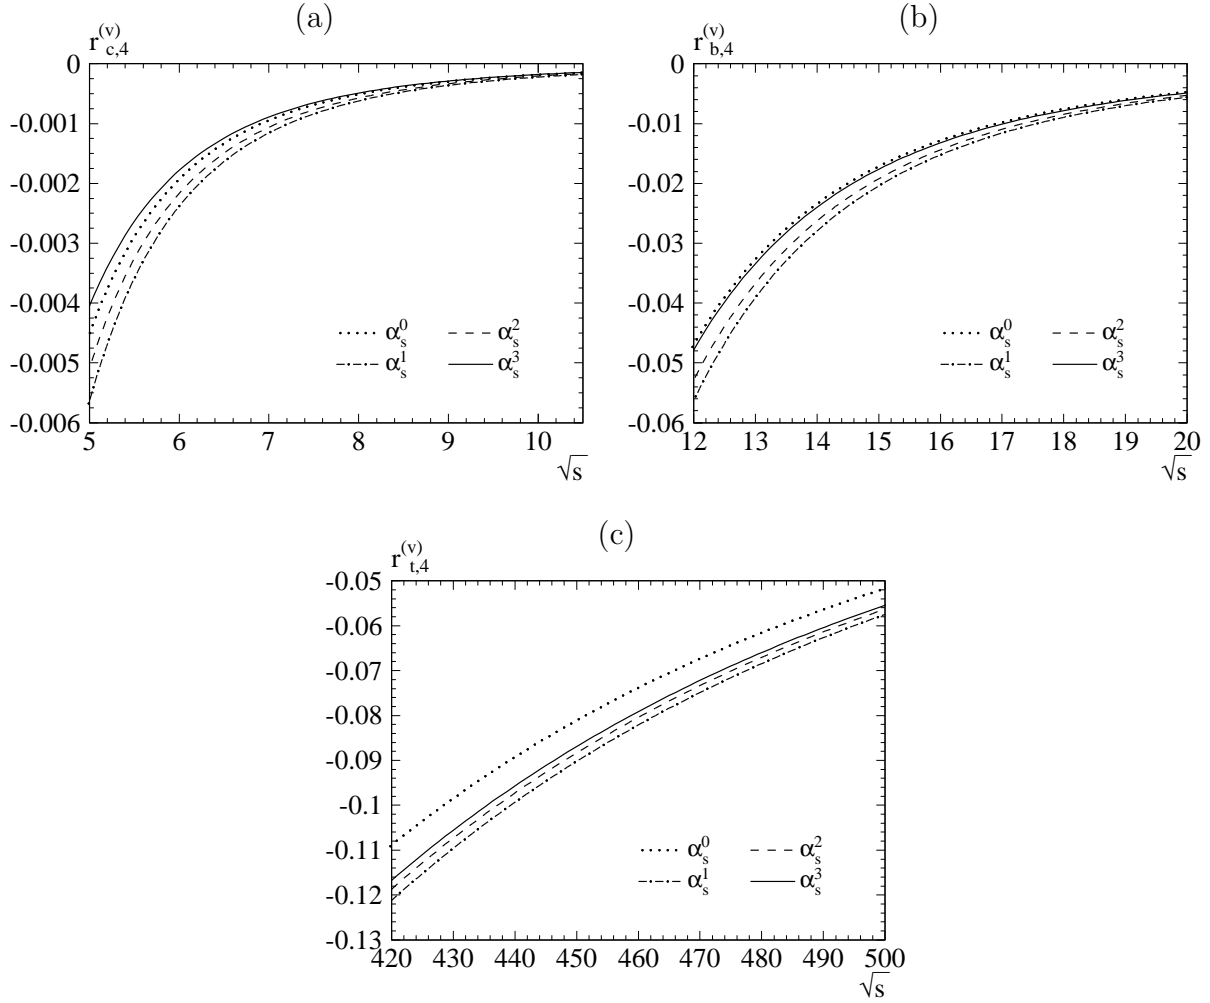 (a)
r_{c,4}^{(v)}
0
-0.001
-0.002
-0.003
-0.004
-0.005
-0.006
5 6 7 8 9 10
√s
α_s^0 α_s^2
α_s^1 α_s^3
(b)
r_{b,4}^{(v)}
0
-0.01
-0.02
-0.03
-0.04
-0.05
-0.06
12 13 14 15 16 17 18 19 20
√s
α_s^0 α_s^2
α_s^1 α_s^3
(c)
r_{t,4}^{(v)}
-0.05
-0.06
-0.07
-0.08
-0.09
-0.1
-0.11
-0.12
-0.13
420 430 440 450 460 470 480 490 500
√s
α_s^0 α_s^2
α_s^1 α_s^3